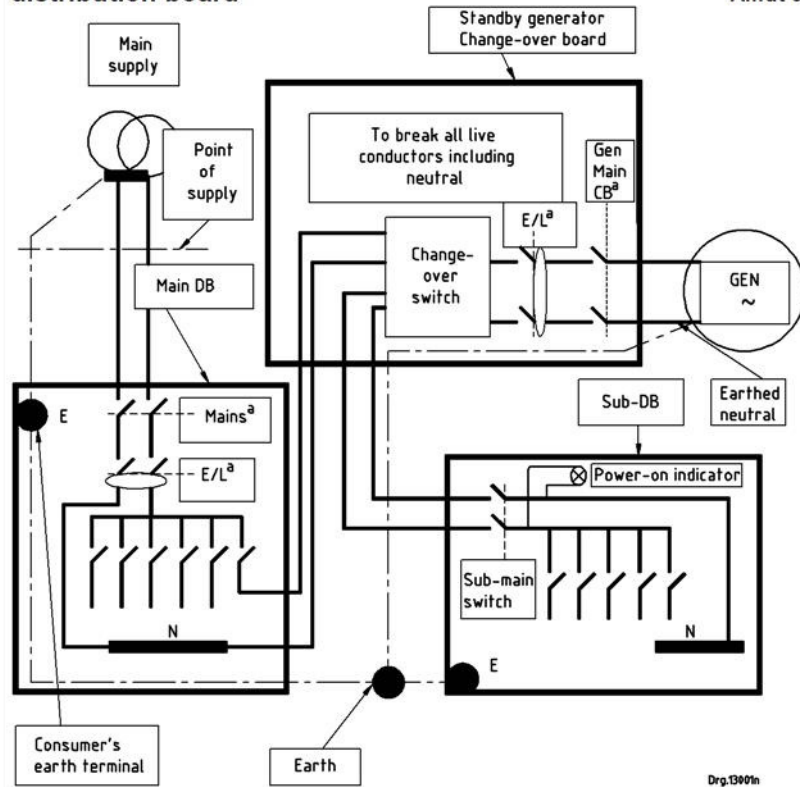 distribution board
Standby generator
Change-over board
Main
supply
To break all live
conductors including
neutral
Gen
Main
CBª
Point
of
supply
E/Lª
Change-
over
switch
GEN
~
Main DB
Earthed
neutral
Sub-DB
E
Mainsª
E/Lª
Power-on indicator
Sub-main
switch
N
N
E
Consumer's
earth terminal
Earth
Drg.13001n